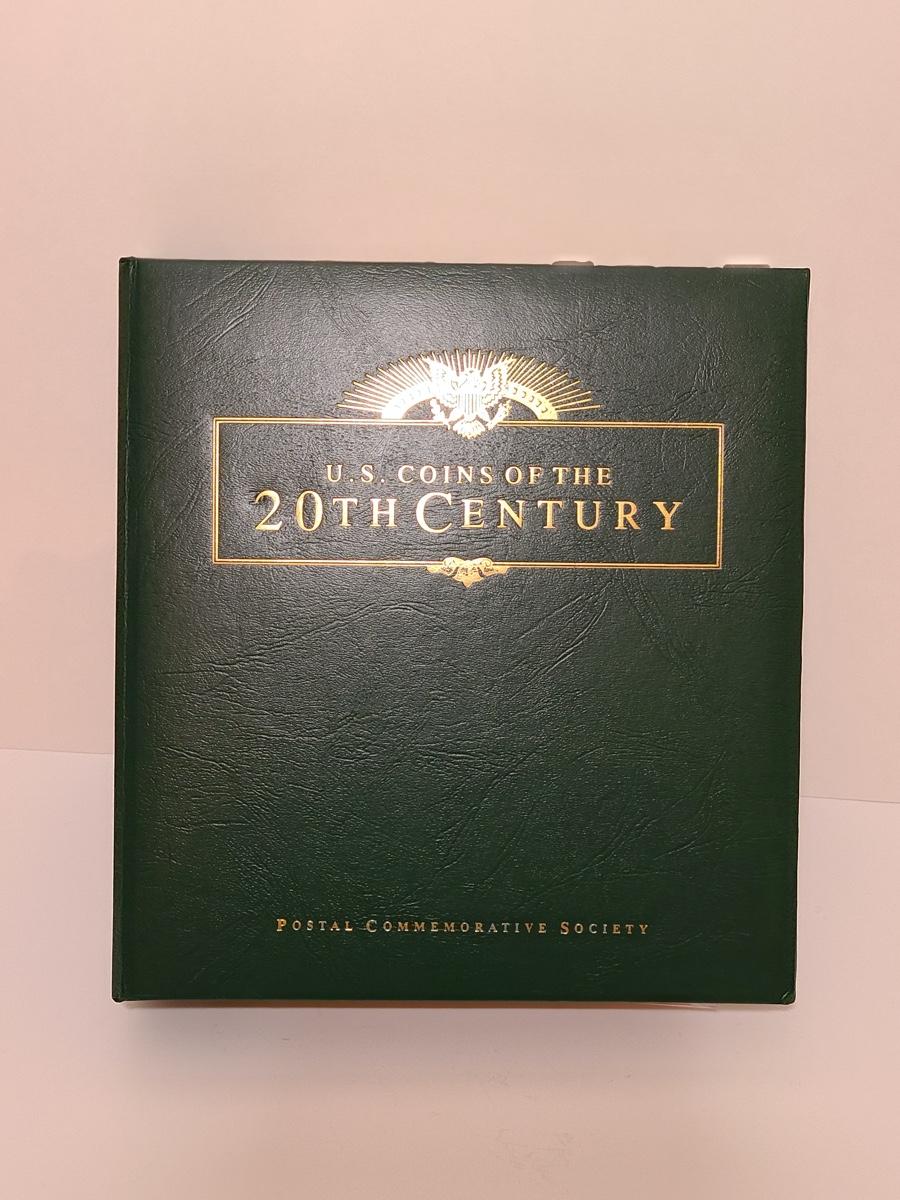 U.S. COINS OF THE
20TH CENTURY
POSTAL COMMEMORATIVE SOCIETY